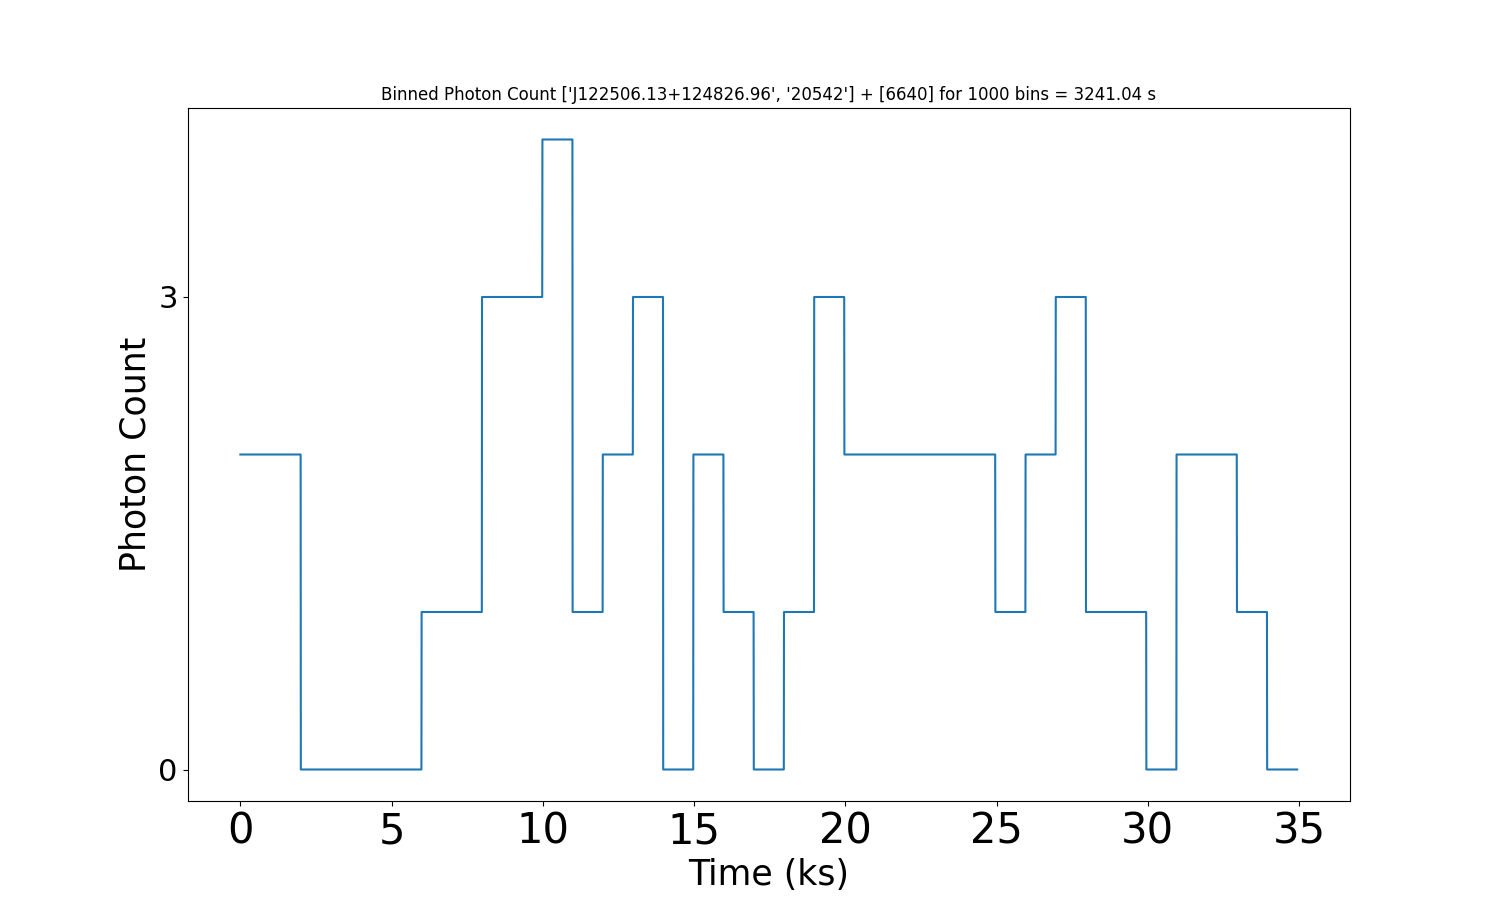 Binned Photon Count ['J122506.13+124826.96', '20542'] + [6640] for 1000 bins = 3241.04 s
Photon Count
3
0
0 5 10 15 20 25 30 35
Time (ks)